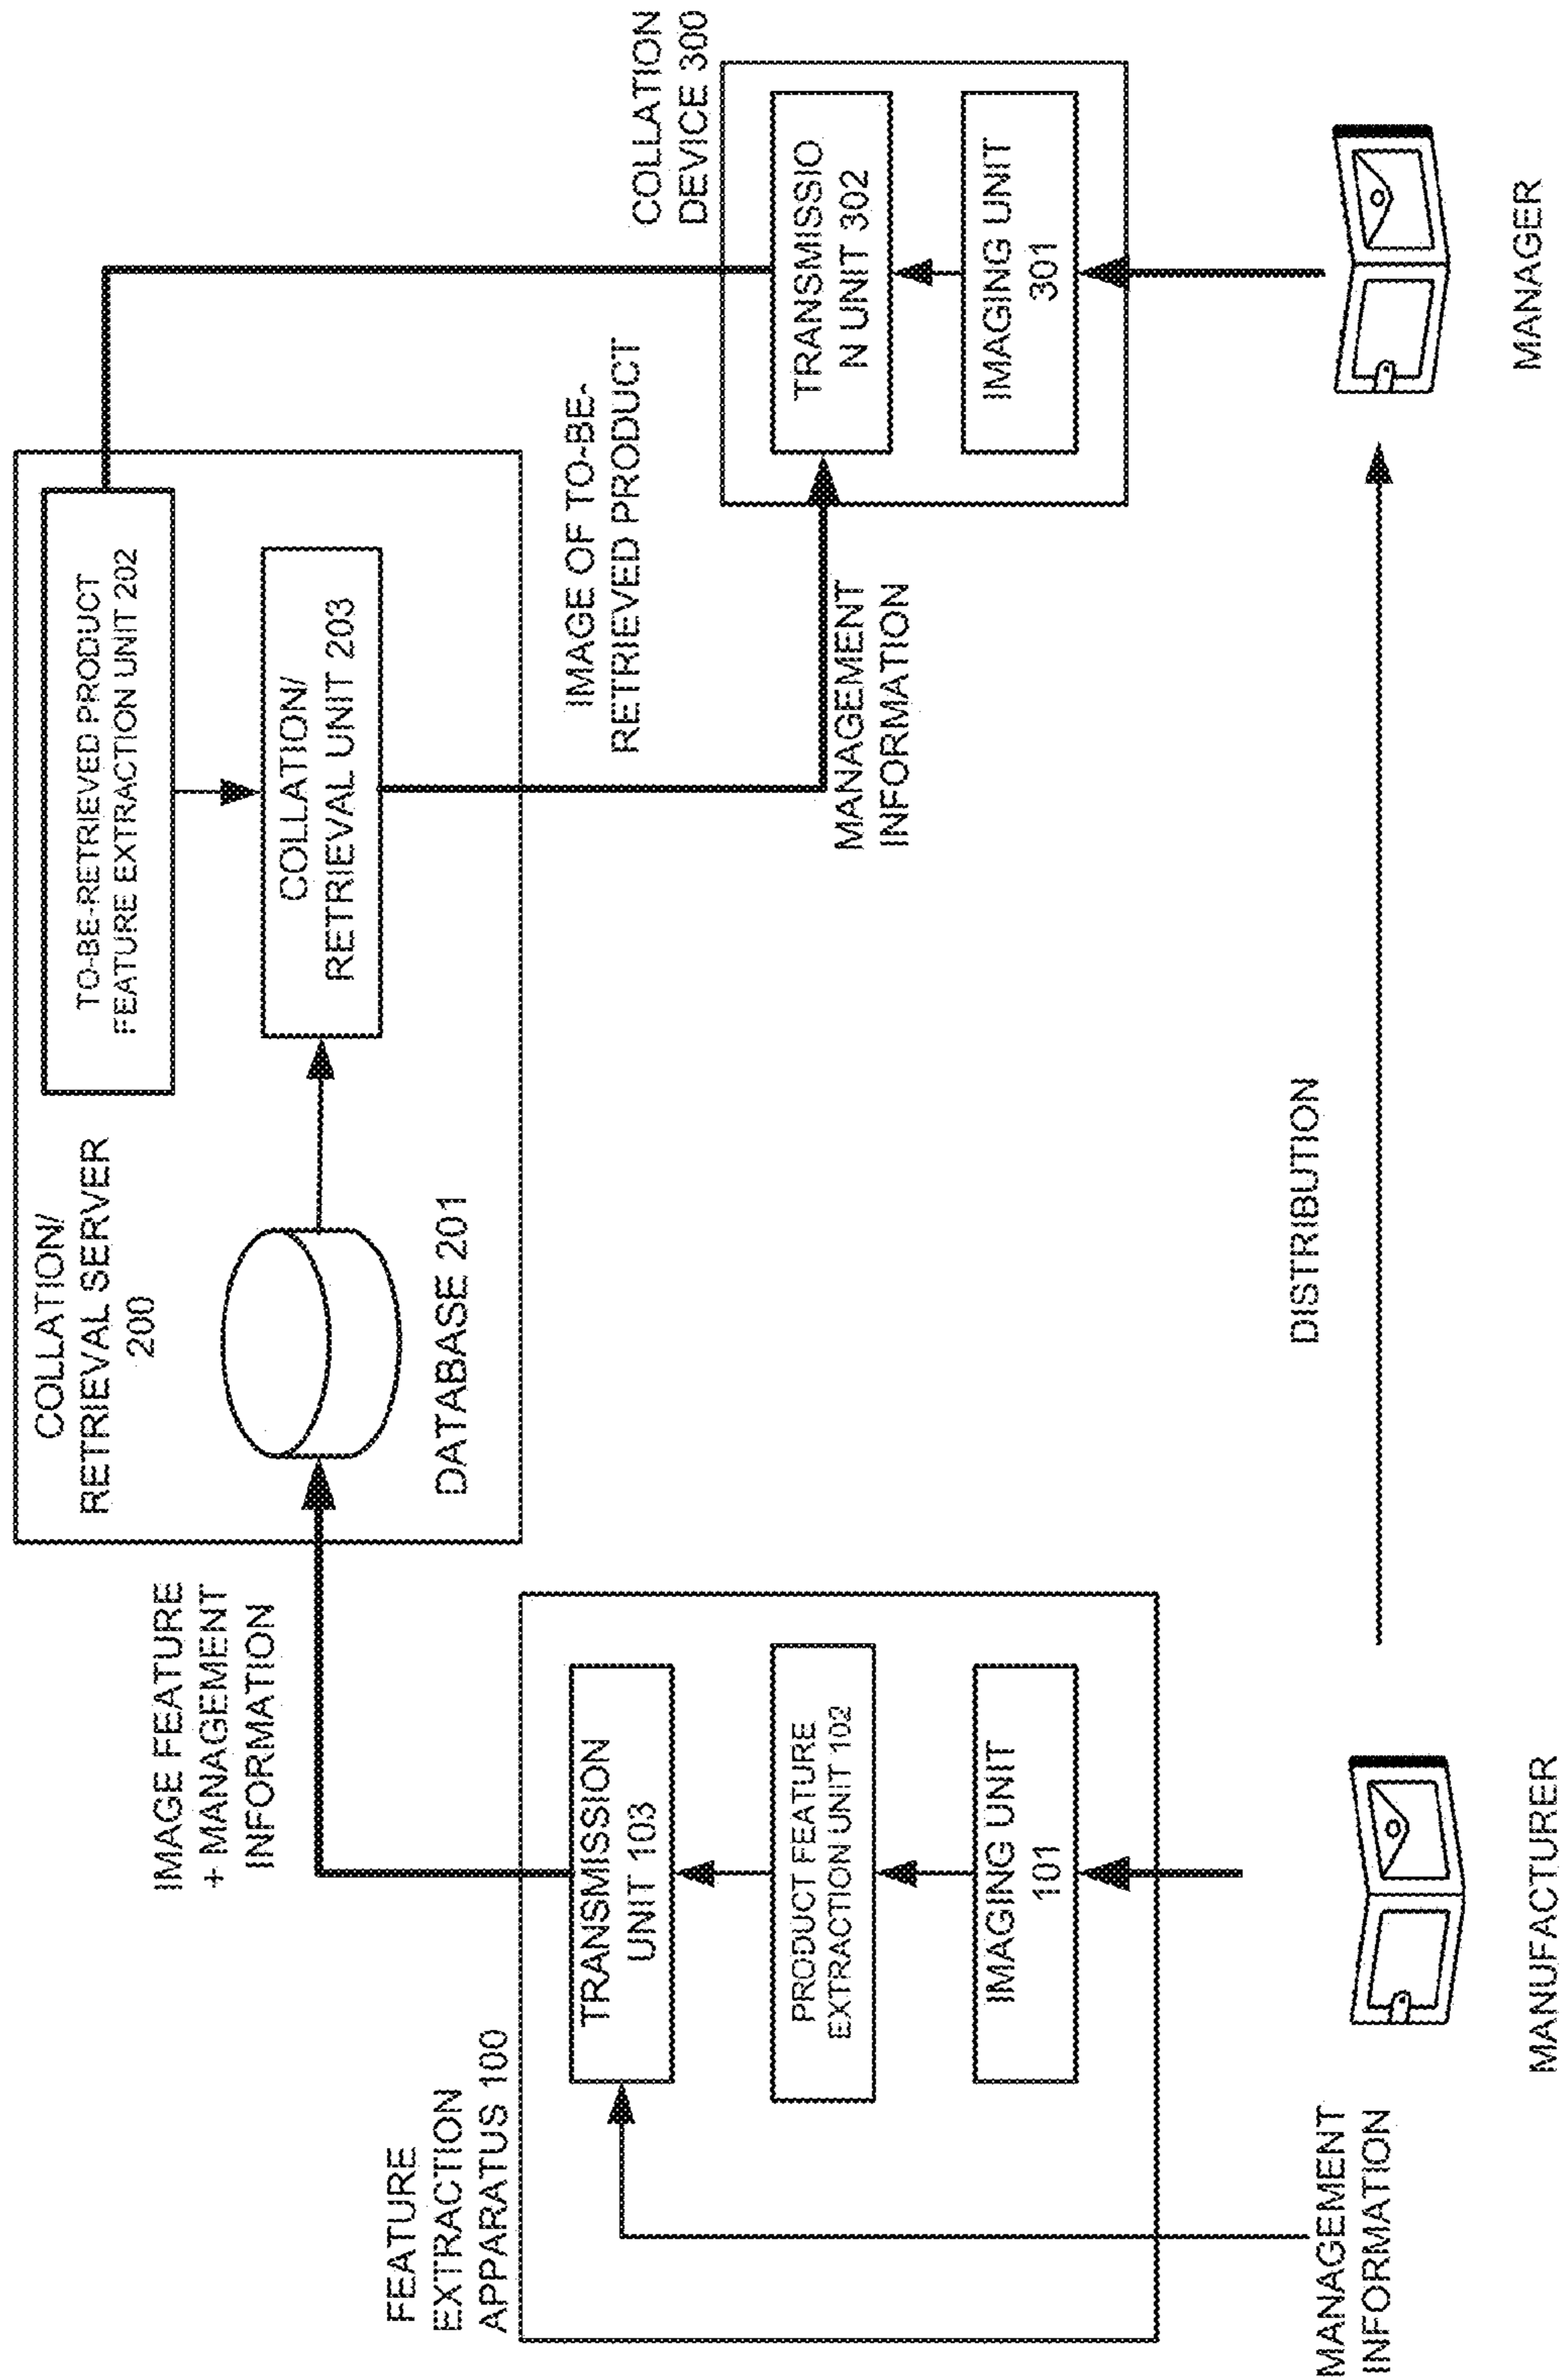 FEATURE
EXTRACTION
APPARATUS 100
TRANSMISSION
UNIT 103
PRODUCT FEATURE
EXTRACTION UNIT 102
IMAGING UNIT
101
MANAGEMENT
INFORMATION
MANUFACTURER
IMAGE FEATURE
+ MANAGEMENT
INFORMATION
COLLATION/
RETRIEVAL SERVER
200
DATABASE 201
TO-BE-RETRIEVED PRODUCT
FEATURE EXTRACTION UNIT 202
COLLATION/
RETRIEVAL UNIT 203
IMAGE OF TO-BE-
RETRIEVED PRODUCT
MANAGEMENT
INFORMATION
DISTRIBUTION
COLLATION
DEVICE 300
TRANSMISSIO
N UNIT 302
IMAGING UNIT
301
MANAGER